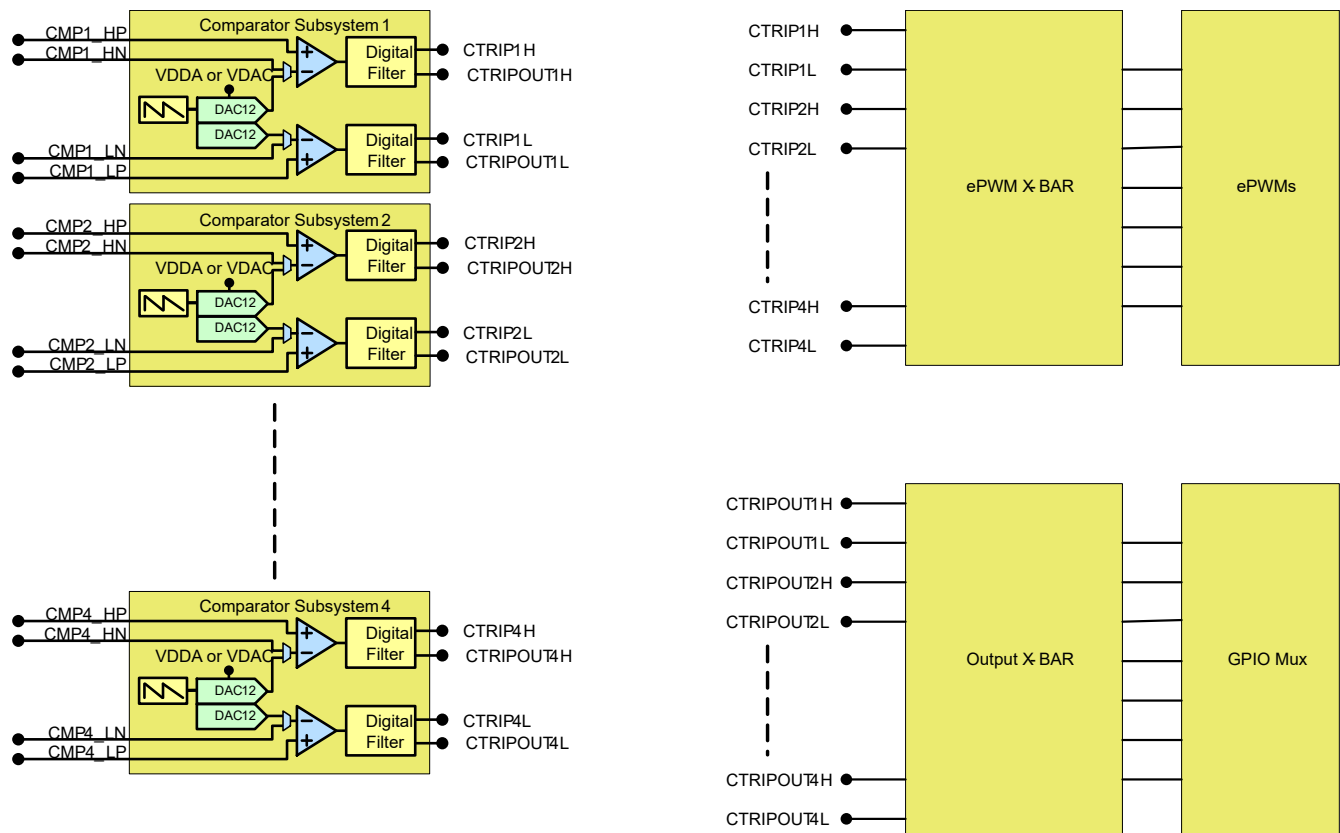 Comparator Subsystem 1
CMP1_HP
CMP1_HN
VDDA or VDAC
DAC12
DAC12
CMP1_LN
CMP1_LP
Digital
Filter
Digital
Filter
CTRIP1H
CTRIPOUT1H
CTRIP1L
CTRIPOUT1L
Comparator Subsystem 2
CMP2_HP
CMP2_HN
VDDA or VDAC
DAC12
DAC12
CMP2_LN
CMP2_LP
Digital
Filter
Digital
Filter
CTRIP2H
CTRIPOUT2H
CTRIP2L
CTRIPOUT2L
Comparator Subsystem 4
CMP4_HP
CMP4_HN
VDDA or VDAC
DAC12
DAC12
CMP4_LN
CMP4_LP
Digital
Filter
Digital
Filter
CTRIP4H
CTRIPOUT4H
CTRIP4L
CTRIPOUT4L
CTRIP1H
CTRIP1L
CTRIP2H
CTRIP2L
CTRIP4H
CTRIP4L
ePWM X-BAR
ePWMs
CTRIPOUT1H
CTRIPOUT1L
CTRIPOUT2H
CTRIPOUT2L
CTRIPOUT4H
CTRIPOUT4L
Output X-BAR
GPIO Mux